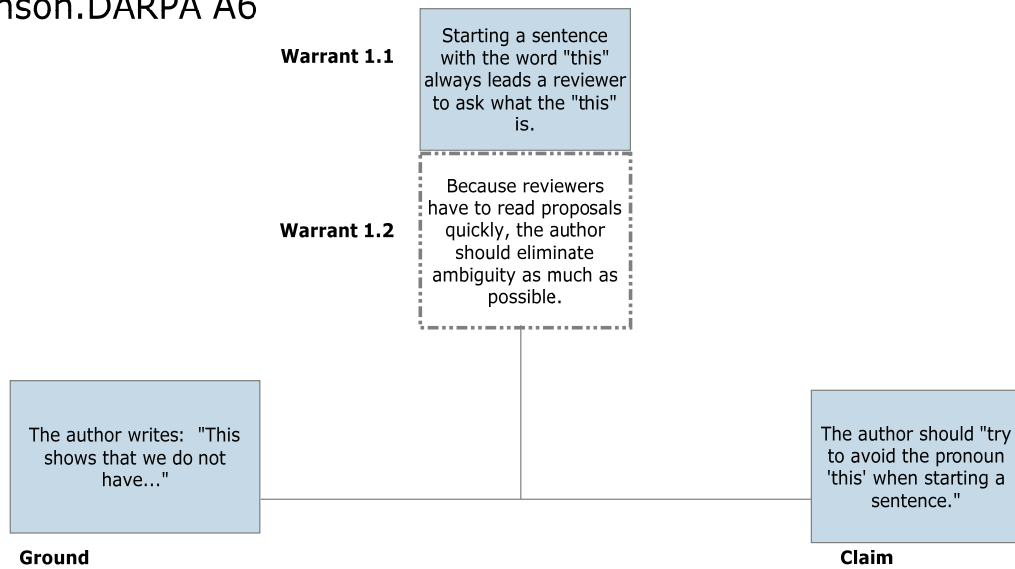 nson.DARPA A6
Warrant 1.1
Starting a sentence
with the word "this"
always leads a reviewer
to ask what the "this"
is.
Warrant 1.2
Because reviewers
have to read proposals
quickly, the author
should eliminate
ambiguity as much as
possible.
The author writes:  "This
shows that we do not
have..."
Ground
The author should "try
to avoid the pronoun
'this' when starting a
sentence."
Claim